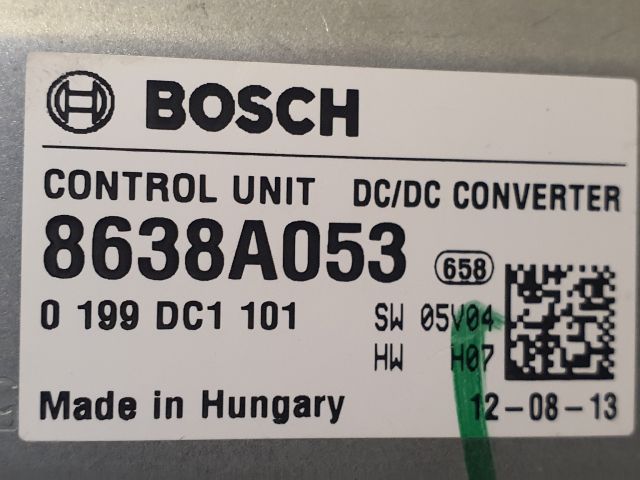 BOSCH
CONTROL UNIT DC/DC CONVERTER
8638A053 658
0 199 DC1 101 SW 05V04
HW H07
Made in Hungary 12-08-13